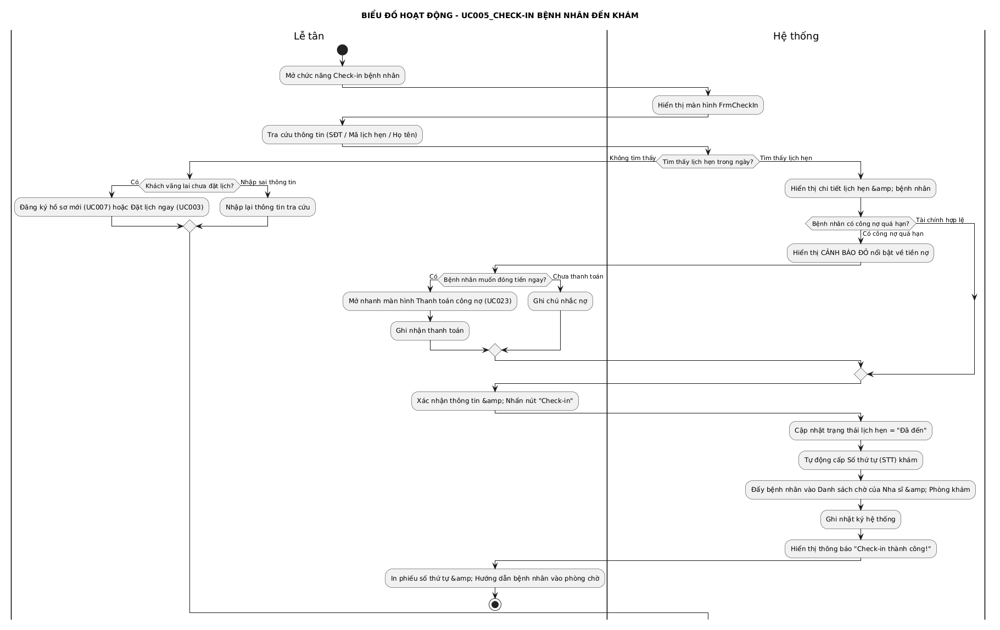 BIỂU ĐỒ HOẠT ĐỘNG - UC005_CHECK-IN BỆNH NHÂN ĐẾN KHÁM
Lễ tân
Hệ thống
Mở chức năng Check-in bệnh nhân
Hiển thị màn hình FrmCheckIn
Tra cứu thông tin (SĐT / Mã lịch hẹn / Họ tên)
Không tìm thấy
Tìm thấy lịch hẹn trong ngày?
Tìm thấy lịch hẹn
Có
Khách vãng lai chưa đặt lịch?
Nhập sai thông tin
Hiển thị chi tiết lịch hẹn &amp; bệnh nhân
Đăng ký hồ sơ mới (UC007) hoặc Đặt lịch ngay (UC003)
Nhập lại thông tin tra cứu
Bệnh nhân có công nợ quá hạn?
Tài chính hợp lệ
Có công nợ quá hạn
Hiển thị CẢNH BÁO ĐỎ nổi bật về tiền nợ
Có
Bệnh nhân muốn đóng tiền ngay?
Chưa thanh toán
Mở nhanh màn hình Thanh toán công nợ (UC023)
Ghi chú nhắc nợ
Ghi nhận thanh toán
Xác nhận thông tin &amp; Nhấn nút "Check-in"
Cập nhật trạng thái lịch hẹn = "Đã đến"
Tự động cấp Số thứ tự (STT) khám
Đẩy bệnh nhân vào Danh sách chờ của Nha sĩ &amp; Phòng khám
Ghi nhật ký hệ thống
Hiển thị thông báo "Check-in thành công!"
In phiếu số thứ tự &amp; Hướng dẫn bệnh nhân vào phòng chờ